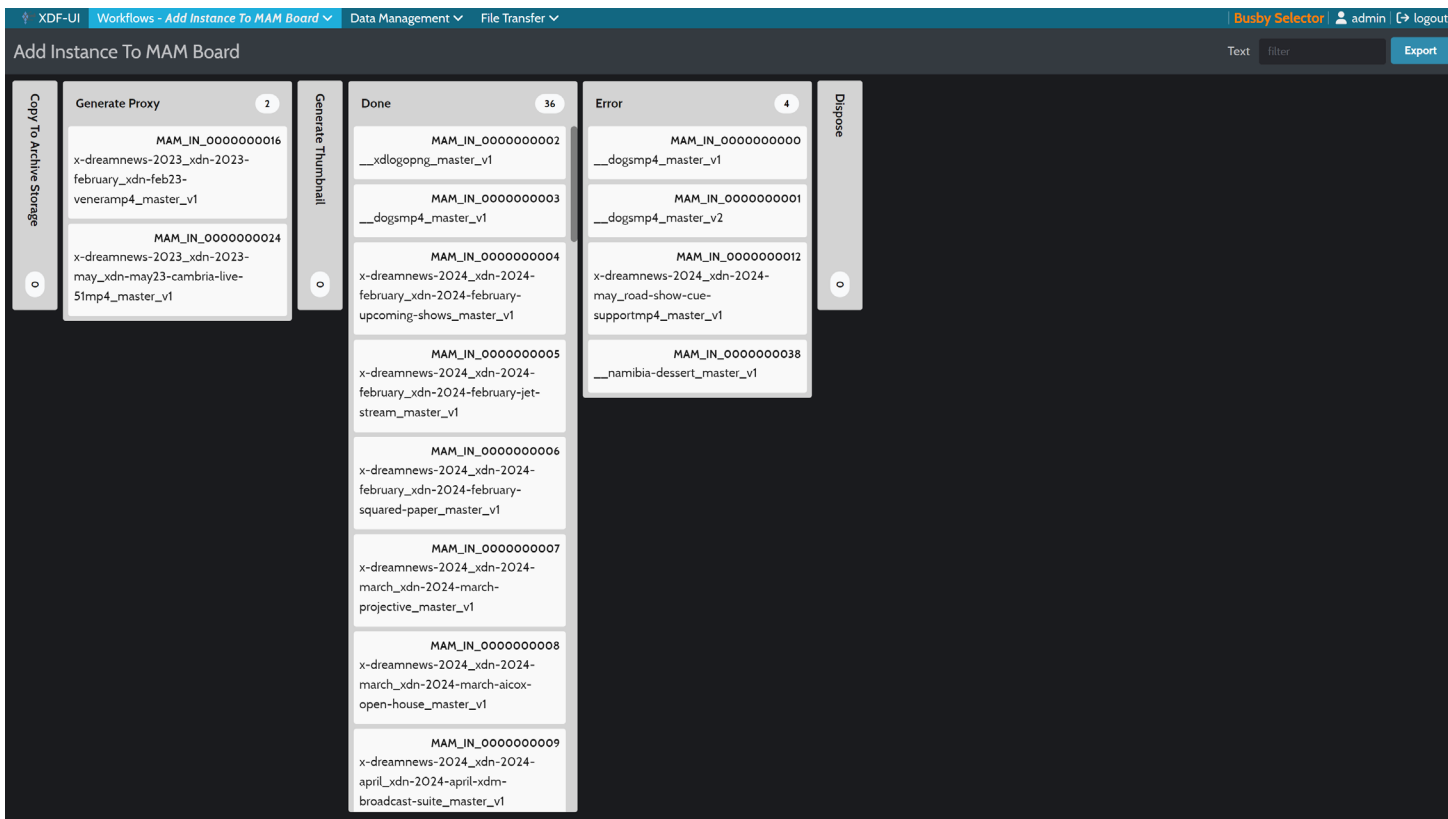 XDF-UI Workflows - Add Instance To MAM Board Data Management File Transfer Busby Selector admin logout
Add Instance To MAM Board Text filter Export
Copy To Archive Storage
0
Generate Proxy 2
MAM_IN_0000000016
x-dreamnews-2023_xdn-2023-
february_xdn-feb23-
veneramp4_master_v1
MAM_IN_0000000024
x-dreamnews-2023_xdn-2023-
may_xdn-may23-cambria-live-
51mp4_master_v1
Generate Thumbnail
0
Done 36
MAM_IN_0000000002
__xdlogopng_master_v1
MAM_IN_0000000003
__dogsmp4_master_v1
MAM_IN_0000000004
x-dreamnews-2024_xdn-2024-
february_xdn-2024-february-
upcoming-shows_master_v1
MAM_IN_0000000005
x-dreamnews-2024_xdn-2024-
february_xdn-2024-february-jet-
stream_master_v1
MAM_IN_0000000006
x-dreamnews-2024_xdn-2024-
february_xdn-2024-february-
squared-paper_master_v1
MAM_IN_0000000007
x-dreamnews-2024_xdn-2024-
march_xdn-2024-march-
projective_master_v1
MAM_IN_0000000008
x-dreamnews-2024_xdn-2024-
march_xdn-2024-march-aicox-
open-house_master_v1
MAM_IN_0000000009
x-dreamnews-2024_xdn-2024-
april_xdn-2024-april-xdm-
broadcast-suite_master_v1
Error 4
MAM_IN_0000000000
__dogsmp4_master_v1
MAM_IN_0000000001
__dogsmp4_master_v2
MAM_IN_0000000012
x-dreamnews-2024_xdn-2024-
may_road-show-cue-
supportmp4_master_v1
MAM_IN_0000000038
__namibia-dessert_master_v1
Dispose
0